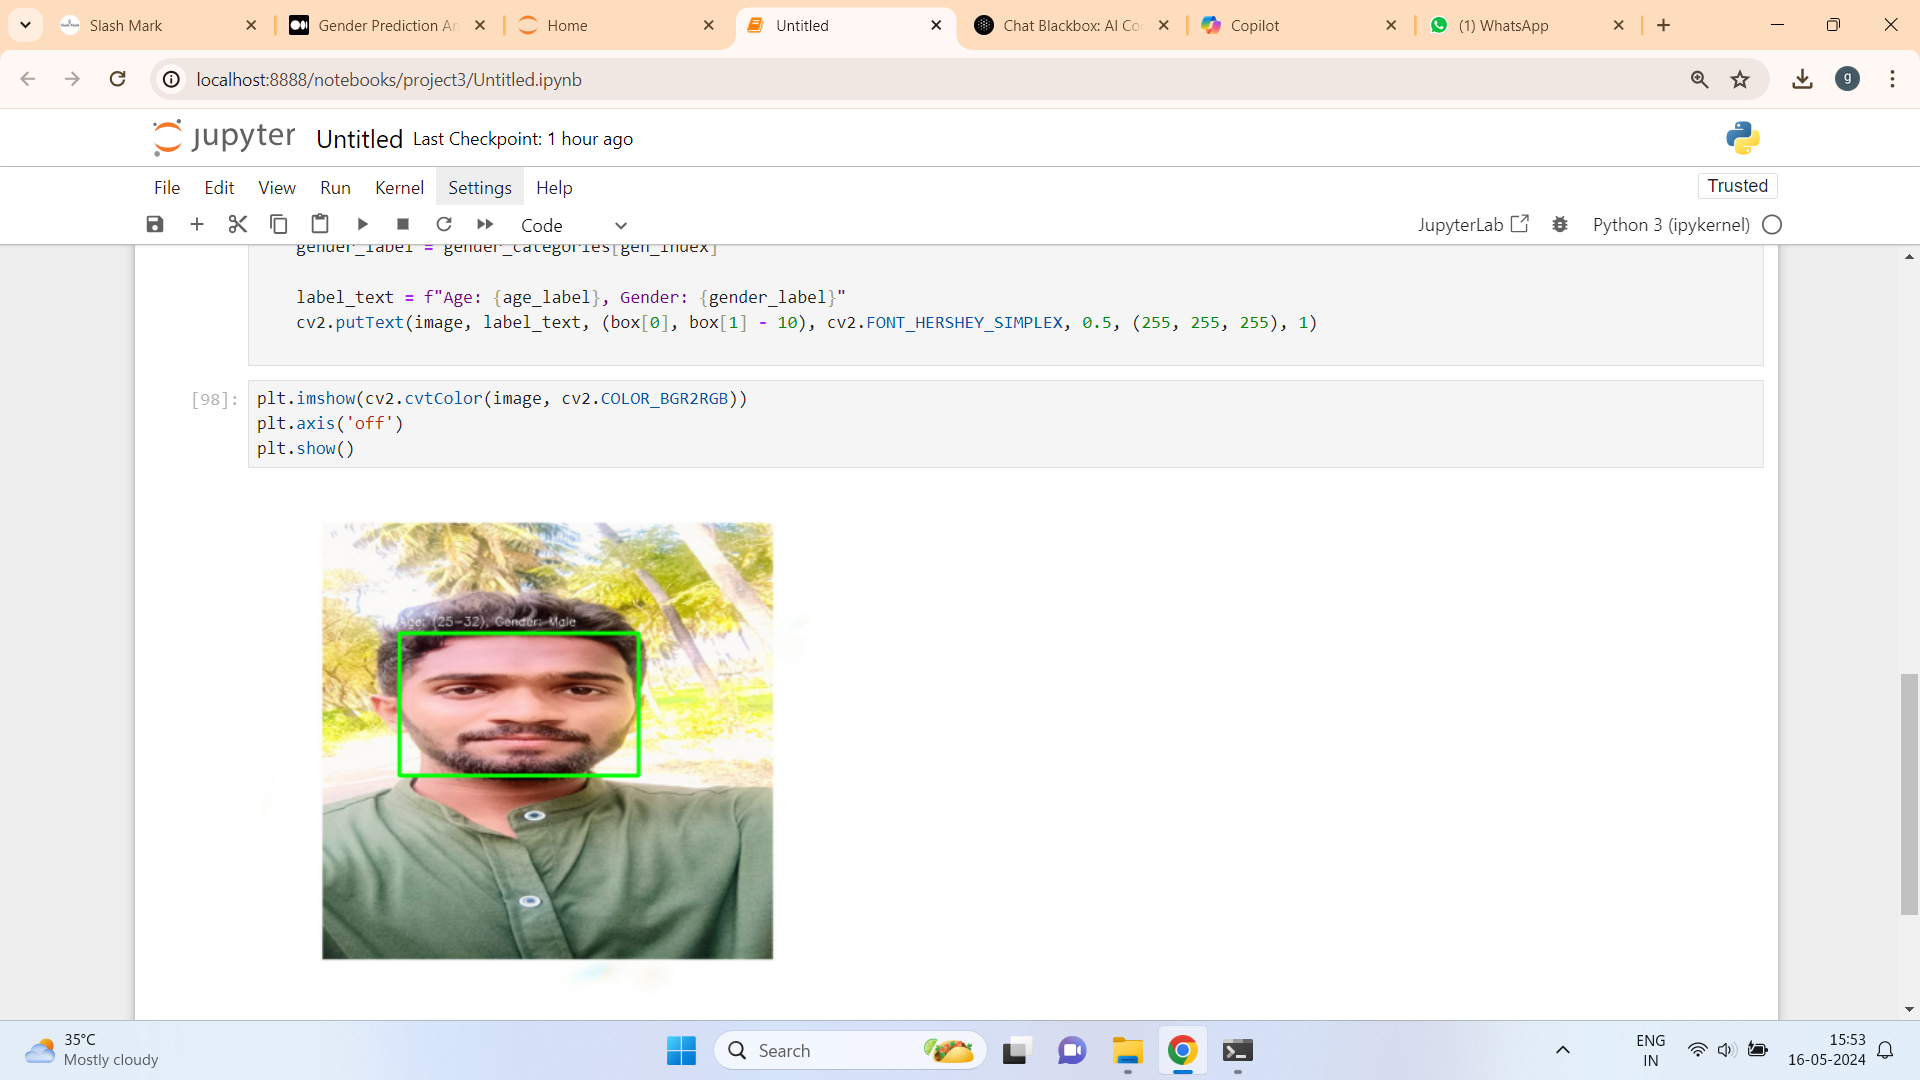 Slash Mark
Gender Prediction An
Home
Untitled
Chat Blackbox: AI Co
Copilot
(1) WhatsApp
localhost:8888/notebooks/project3/Untitled.ipynb
g
jupyter Untitled Last Checkpoint: 1 hour ago
File Edit View Run Kernel Settings Help
Trusted
Code
JupyterLab
Python 3 (ipykernel)
gender_label = gender_categories[gen_index]
label_text = f"Age: {age_label}, Gender: {gender_label}"
cv2.putText(image, label_text, (box[0], box[1] - 10), cv2.FONT_HERSHEY_SIMPLEX, 0.5, (255, 255, 255), 1)
[98]:
plt.imshow(cv2.cvtColor(image, cv2.COLOR_BGR2RGB))
plt.axis('off')
plt.show()
Age: (25-32), Gender: Male
35°C
Mostly cloudy
Search
ENG
IN
15:53
16-05-2024